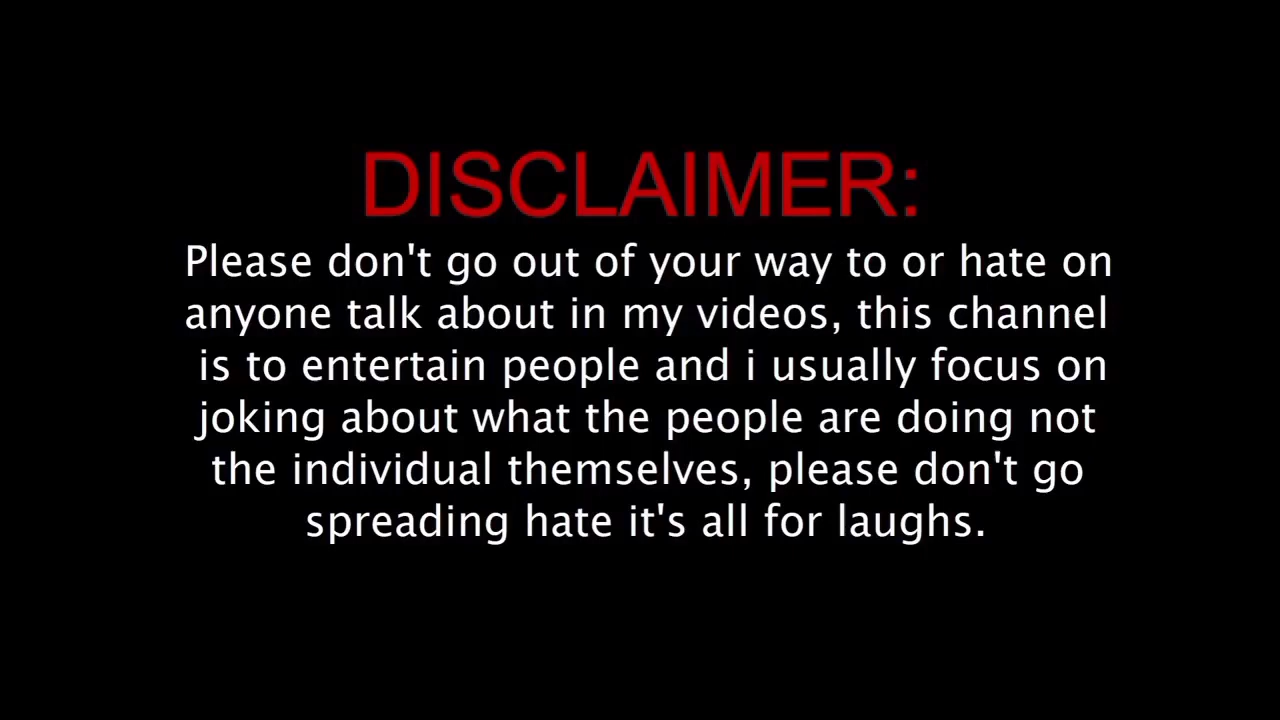 DISCLAIMER:
Please don't go out of your way to or hate on
anyone talk about in my videos, this channel
is to entertain people and i usually focus on
joking about what the people are doing not
the individual themselves, please don't go
spreading hate it's all for laughs.